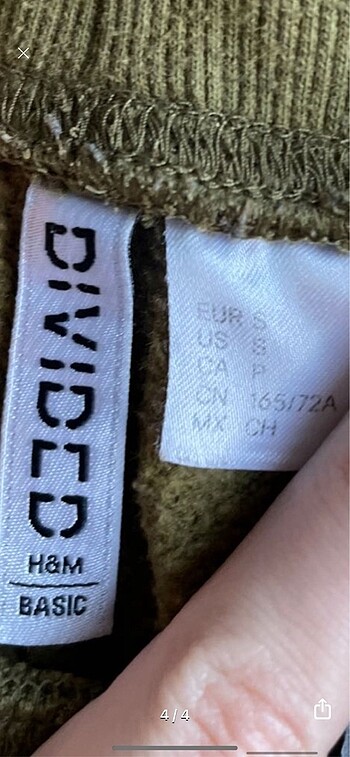 DIVIDED
H&M
BASIC
EUR S
US S
CA P
CN 165/72A
MX CH
4/4